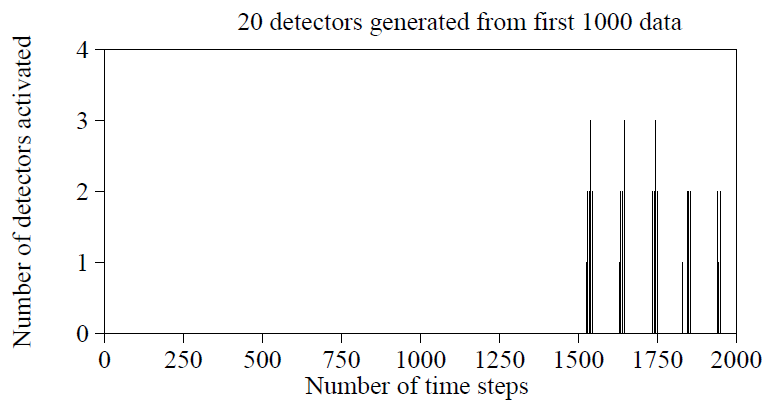 20 detectors generated from first 1000 data
Number of detectors activated
4
3
2
1
0
0 250 500 750 1000 1250 1500 1750 2000
Number of time steps